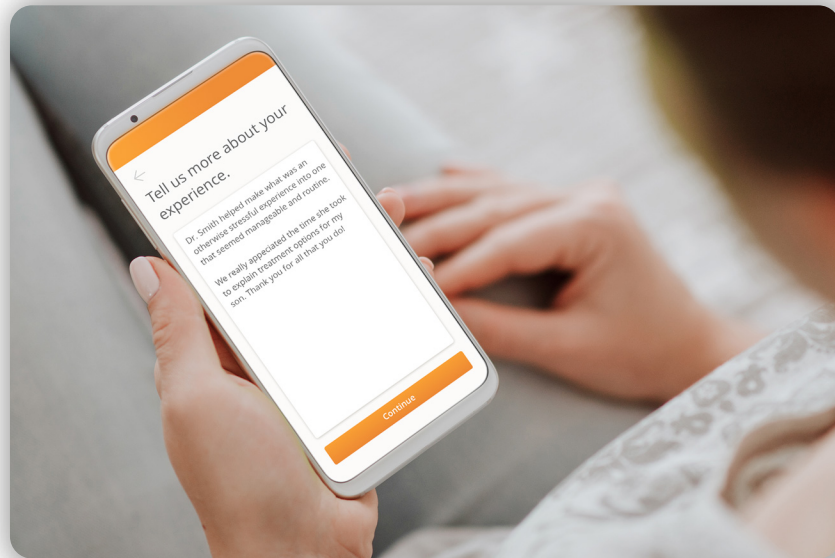 Tell us more about your
experience.
Dr. Smith helped make what was an
otherwise stressful experience into one
that seemed manageable and routine.
We really appeciated the time she took
to explain treatment options for my
son. Thank you for all that you do!
Continue